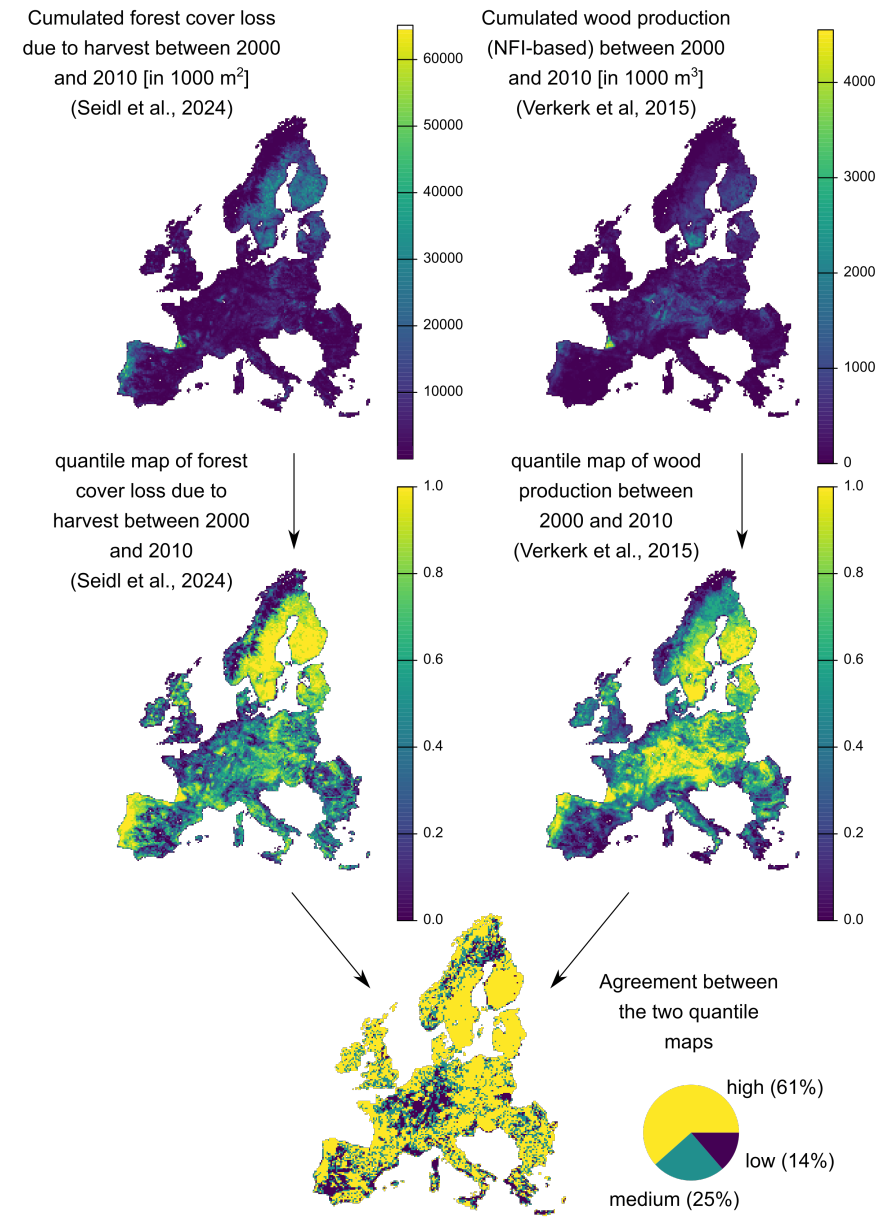 Cumulated forest cover loss
due to harvest between 2000
and 2010 [in 1000 m²]
(Seidl et al., 2024)
60000
50000
40000
30000
20000
10000
Cumulated wood production
(NFI-based) between 2000
and 2010 [in 1000 m³]
(Verkerk et al, 2015)
4000
3000
2000
1000
0
quantile map of forest
cover loss due to
harvest between 2000
and 2010
(Seidl et al., 2024)
1.0
0.8
0.6
0.4
0.2
0.0
quantile map of wood
production between
2000 and 2010
(Verkerk et al., 2015)
1.0
0.8
0.6
0.4
0.2
0.0
Agreement between
the two quantile
maps
high (61%)
low (14%)
medium (25%)